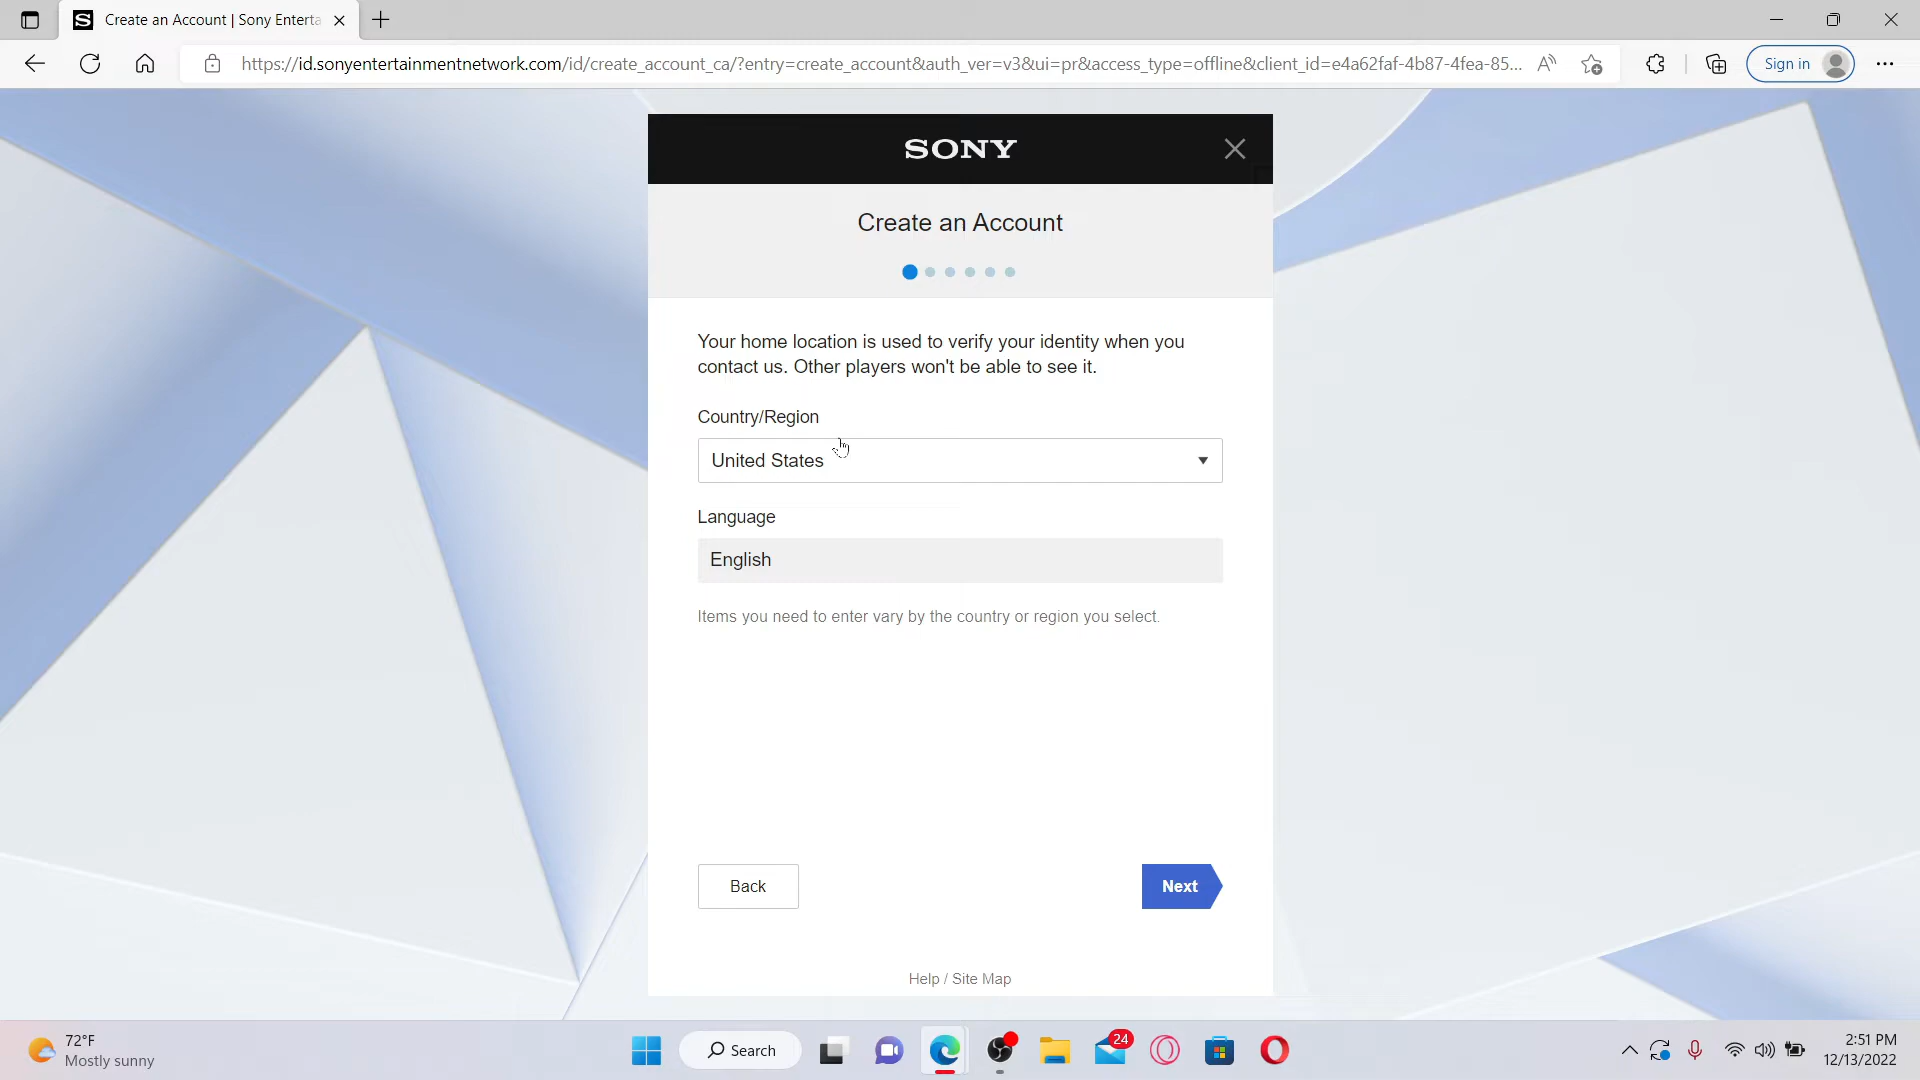 Create an Account | Sony Enterta
https://id.sonyentertainmentnetwork.com/id/create_account_ca/?entry=create_account&auth_ver=v3&ui=pr&access_type=offline&client_id=e4a62faf-4b87-4fea-85...
Sign in
SONY
Create an Account
Your home location is used to verify your identity when you
contact us. Other players won't be able to see it.
Country/Region
United States
Language
English
Items you need to enter vary by the country or region you select.
Back
Next
Help / Site Map
72°F
Mostly sunny
Search
24
2:51 PM
12/13/2022